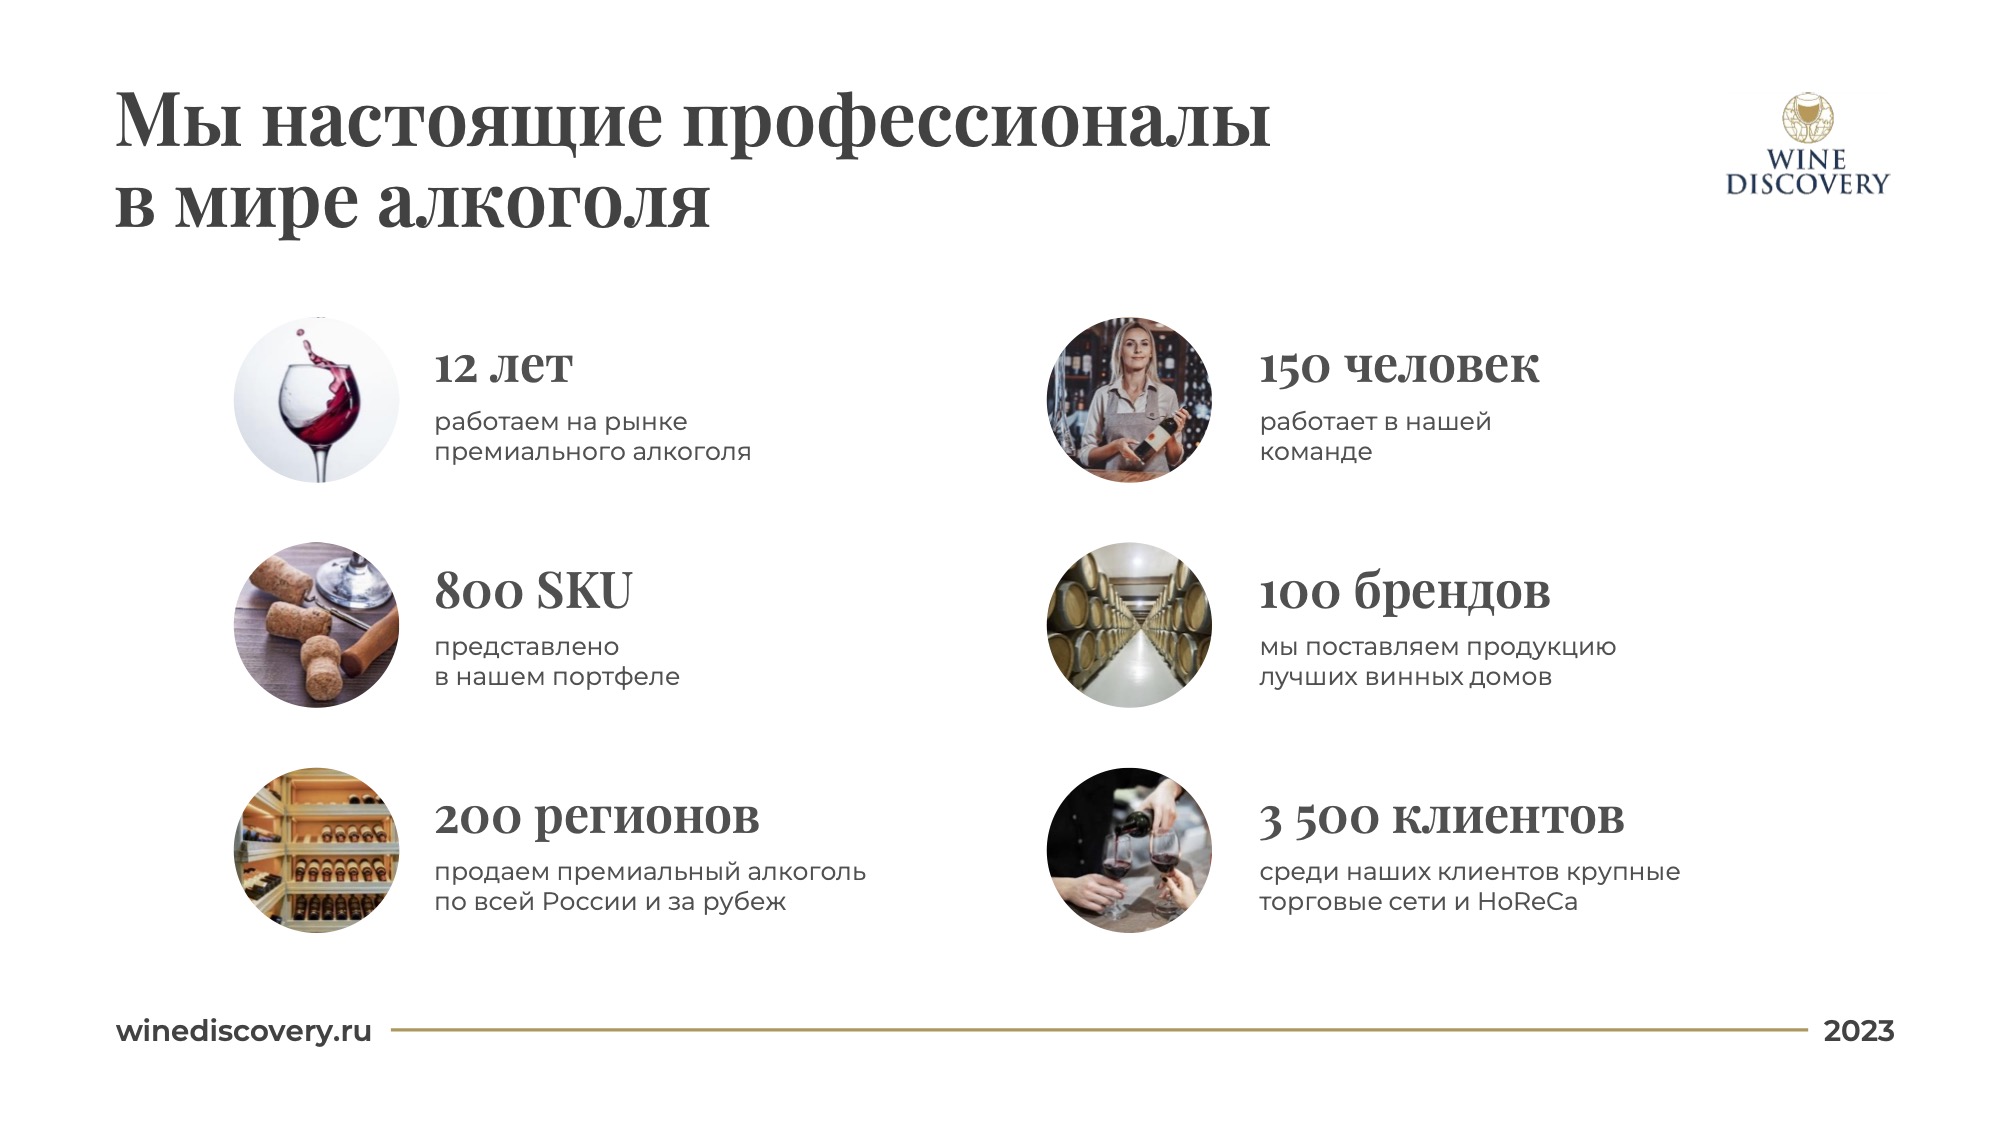 Мы настоящие профессионалы
в мире алкоголя
WINE
DISCOVERY
12 лет
работаем на рынке
премиального алкоголя
150 человек
работает в нашей
команде
800 SKU
представлено
в нашем портфеле
100 брендов
мы поставляем продукцию
лучших винных домов
200 регионов
продаем премиальный алкоголь
по всей России и за рубеж
3 500 клиентов
среди наших клиентов крупные
торговые сети и HoReCa
winediscovery.ru
2023